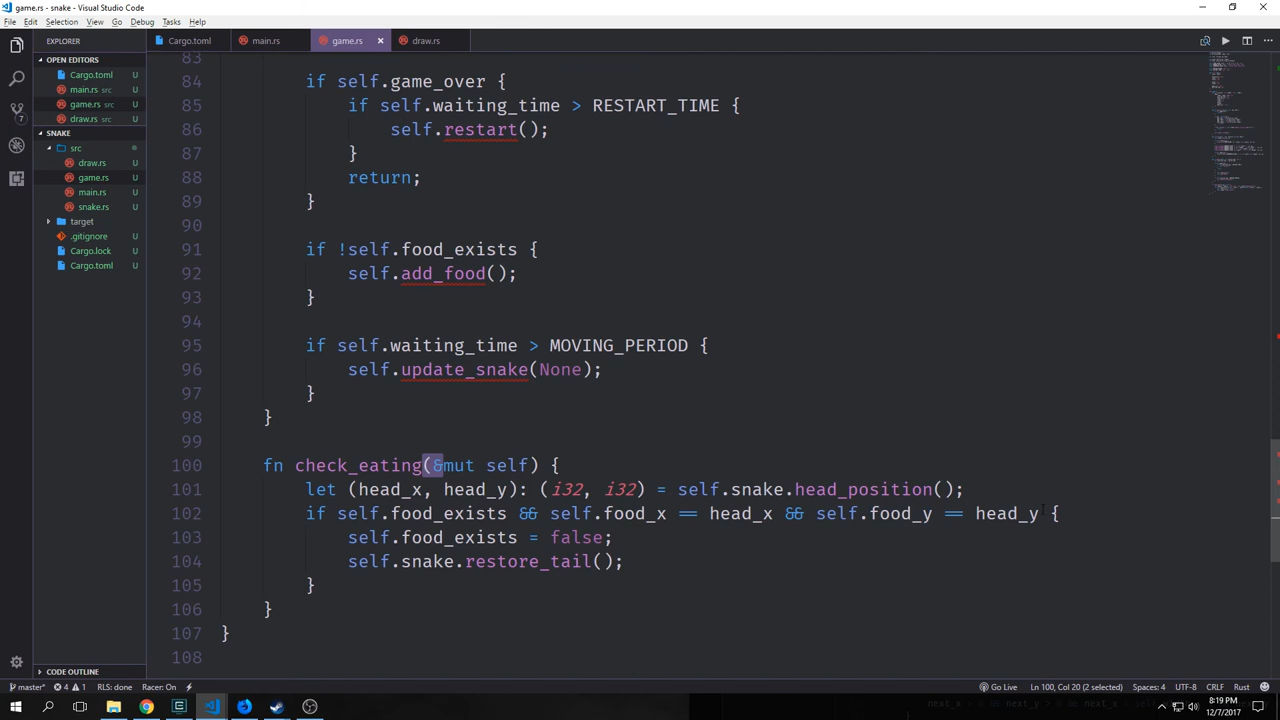 game.rs - snake - Visual Studio Code
File Edit Selection View Go Debug Tasks Help
EXPLORER
Cargo.toml main.rs game.rs × draw.rs
OPEN EDITORS
Cargo.toml U
main.rs src U
game.rs src U
draw.rs src U
SNAKE
src
draw.rs U
game.rs U
main.rs U
snake.rs U
target
.gitignore U
Cargo.lock U
Cargo.toml U
CODE OUTLINE
7
83
84 if self.game_over {
85 if self.waiting_time > RESTART_TIME {
86 self.restart();
87 }
88 return;
89 }
90
91 if !self.food_exists {
92 self.add_food();
93 }
94
95 if self.waiting_time > MOVING_PERIOD {
96 self.update_snake(None);
97 }
98 }
99
100 fn check_eating(&mut self) {
101 let (head_x, head_y): (i32, i32) = self.snake.head_position();
102 if self.food_exists && self.food_x == head_x && self.food_y == head_y {
103 self.food_exists = false;
104 self.snake.restore_tail();
105 }
106 }
107 }
108
master* 4 1 RLS: done Racer: On Go Live Ln 100, Col 20 (2 selected) Spaces: 4 UTF-8 CRLF Rust
8:19 PM
12/7/2017